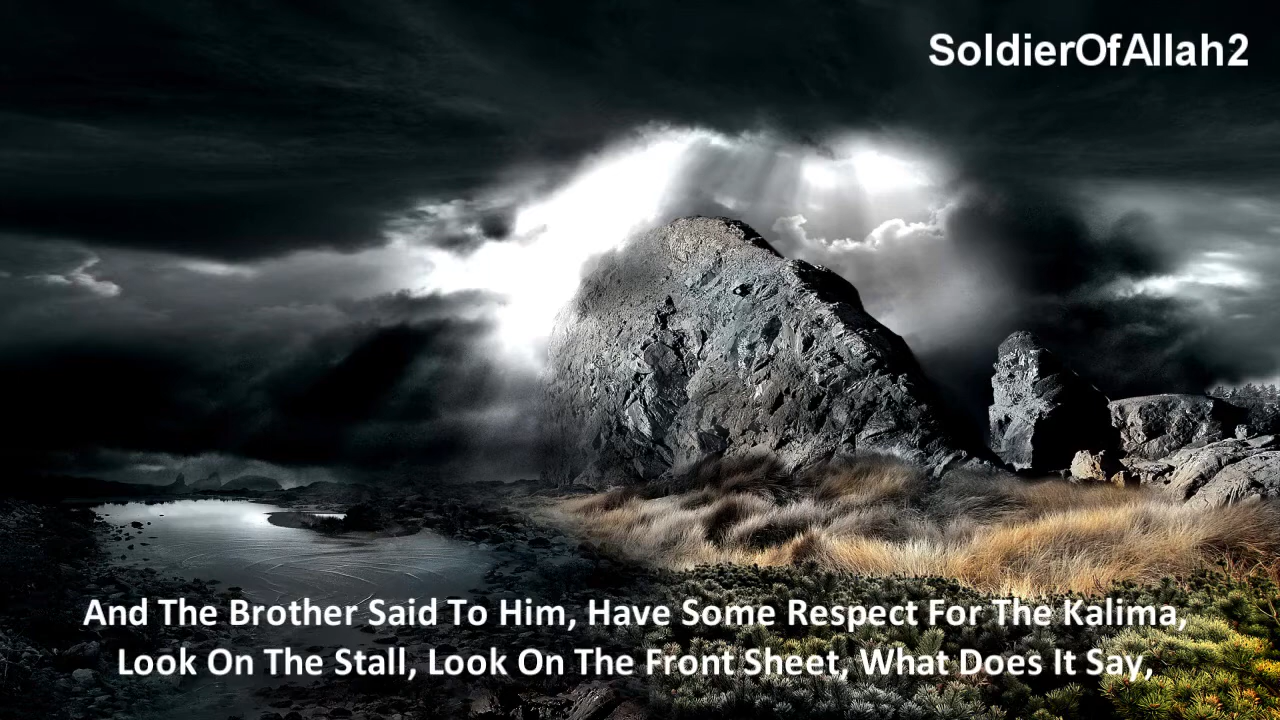 SoldierOfAllah2
And The Brother Said To Him, Have Some Respect For The Kalima,
Look On The Stall, Look On The Front Sheet, What Does It Say,